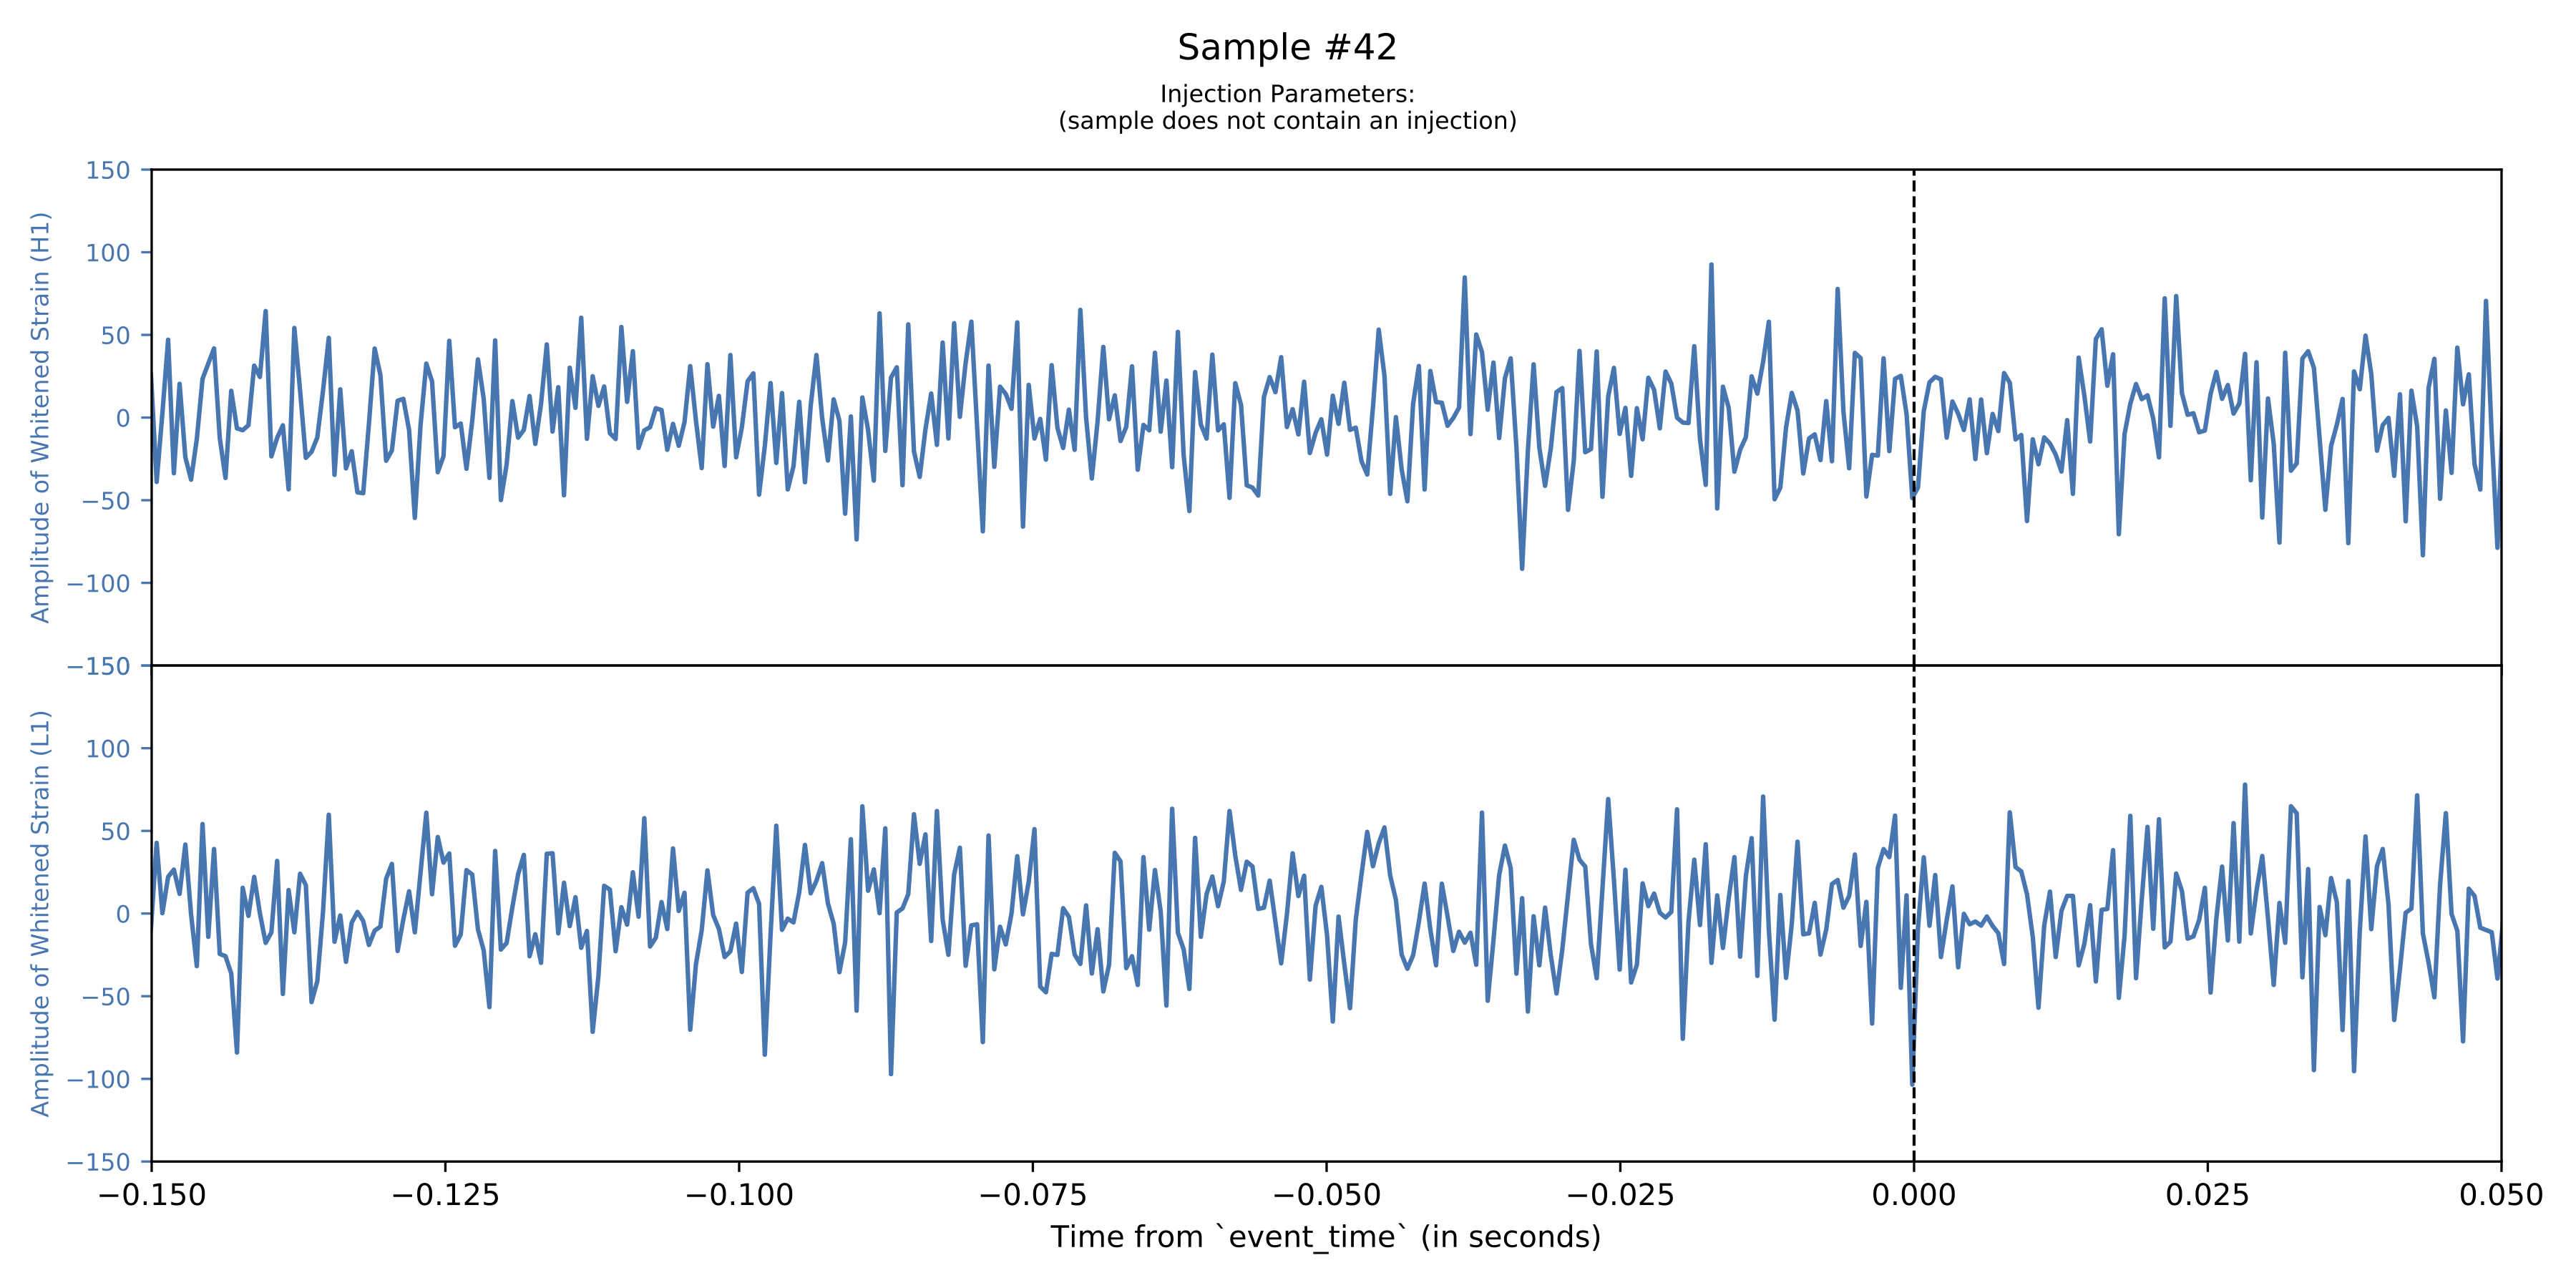 Sample #42
Injection Parameters:
(sample does not contain an injection)
Amplitude of Whitened Strain (H1)
150
100
50
0
−50
−100
−150
Amplitude of Whitened Strain (L1)
100
50
0
−50
−100
−150
−0.150 −0.125 −0.100 −0.075 −0.050 −0.025 0.000 0.025 0.050
Time from `event_time` (in seconds)